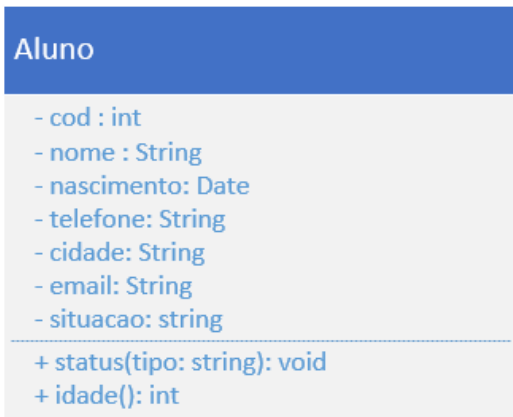 Aluno
- cod : int
- nome : String
- nascimento: Date
- telefone: String
- cidade: String
- email: String
- situacao: string
+ status(tipo: string): void
+ idade(): int